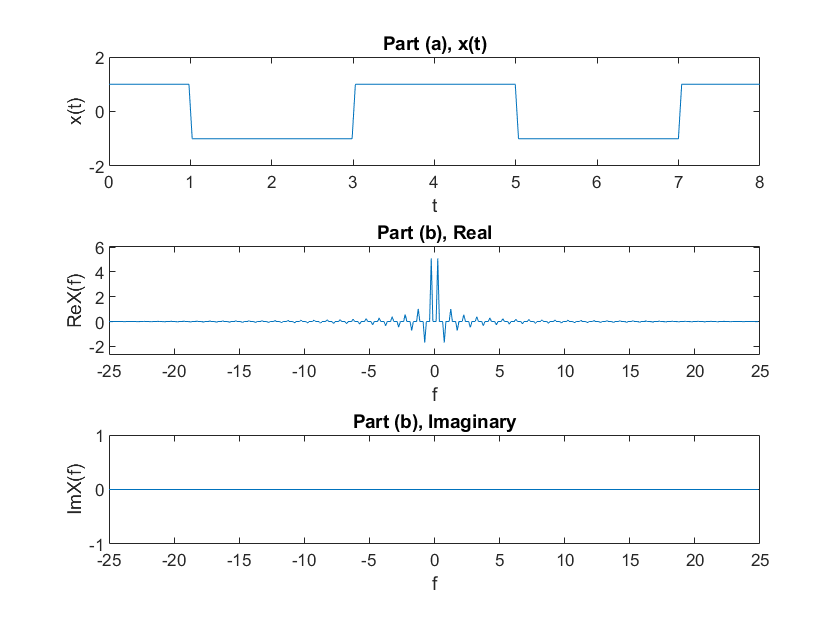 Part (a), x(t)
2
0
-2
x(t)
0 1 2 3 4 5 6 7 8
t
Part (b), Real
6
4
2
0
-2
ReX(f)
-25 -20 -15 -10 -5 0 5 10 15 20 25
f
Part (b), Imaginary
1
0
-1
ImX(f)
-25 -20 -15 -10 -5 0 5 10 15 20 25
f